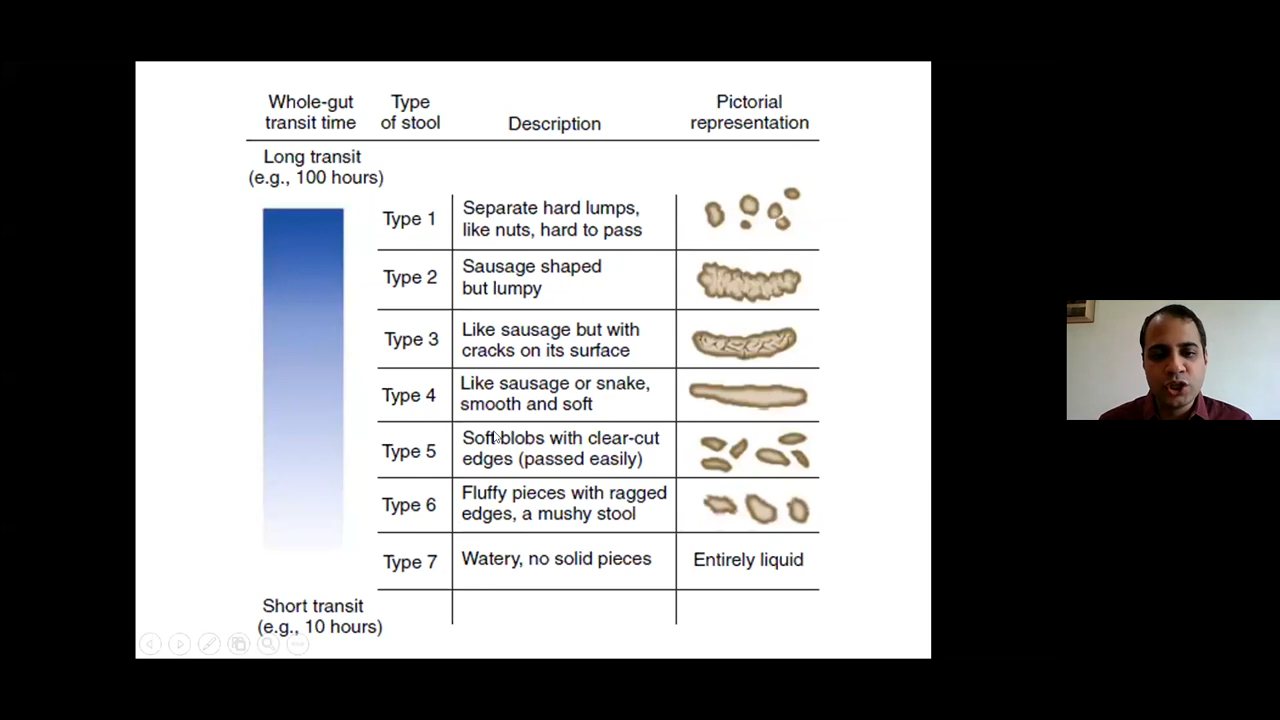 Whole-gut
transit time
Type
of stool
Description
Pictorial
representation
Long transit
(e.g., 100 hours)
Type 1
Separate hard lumps,
like nuts, hard to pass
Type 2
Sausage shaped
but lumpy
Type 3
Like sausage but with
cracks on its surface
Type 4
Like sausage or snake,
smooth and soft
Type 5
Soft blobs with clear-cut
edges (passed easily)
Type 6
Fluffy pieces with ragged
edges, a mushy stool
Type 7
Watery, no solid pieces
Entirely liquid
Short transit
(e.g., 10 hours)